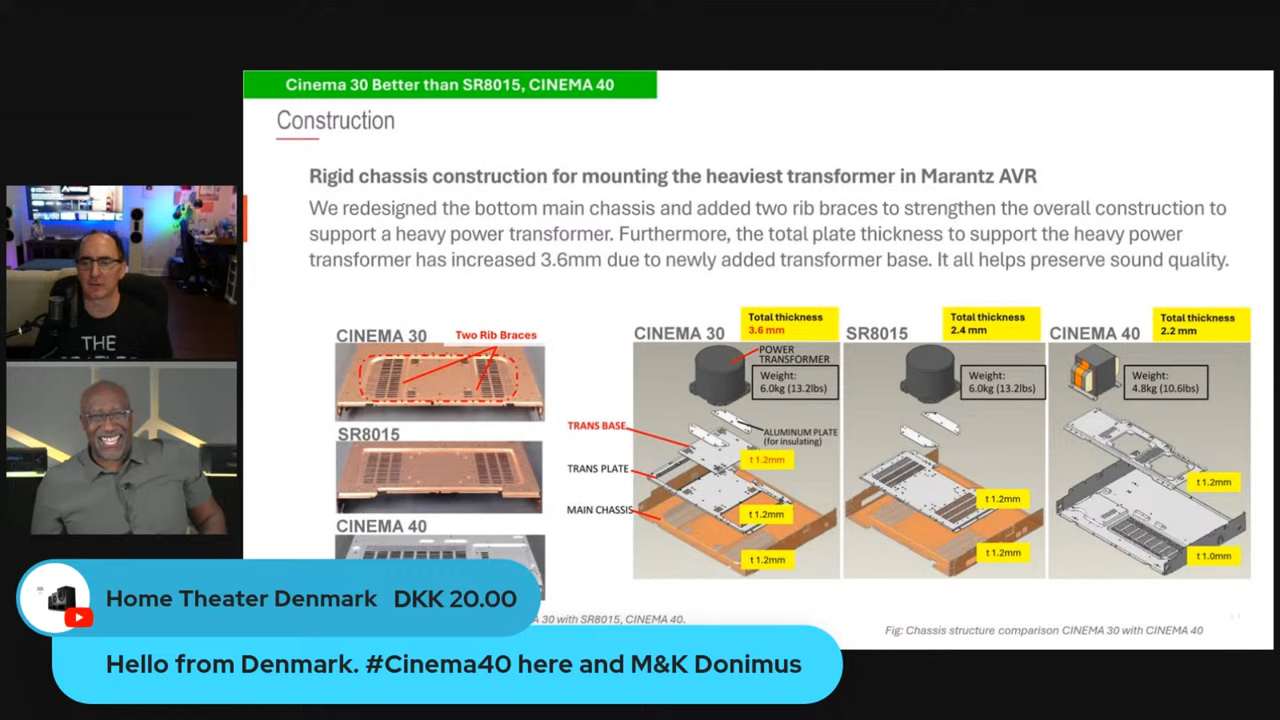 Cinema 30 Better than SR8015, CINEMA 40
Construction
Rigid chassis construction for mounting the heaviest transformer in Marantz AVR
We redesigned the bottom main chassis and added two rib braces to strengthen the overall construction to
support a heavy power transformer. Furthermore, the total plate thickness to support the heavy power
transformer has increased 3.6mm due to newly added transformer base. It all helps preserve sound quality.
CINEMA 30
Two Rib Braces
SR8015
CINEMA 40
CINEMA 30
Total thickness
3.6 mm
POWER
TRANSFORMER
Weight:
6.0kg (13.2lbs)
TRANS BASE
ALUMINUM PLATE
(for insulating)
t 1.2mm
TRANS PLATE
t 1.2mm
MAIN CHASSIS
t 1.2mm
SR8015
Total thickness
2.4 mm
Weight:
6.0kg (13.2lbs)
t 1.2mm
t 1.2mm
CINEMA 40
Total thickness
2.2 mm
Weight:
4.8kg (10.6lbs)
t1.2mm
t1.0mm
30 with SR8015, CINEMA 40.
Fig: Chassis structure comparison CINEMA 30 with CINEMA 40
THE
Home Theater Denmark DKK 20.00
Hello from Denmark. #Cinema40 here and M&K Donimus